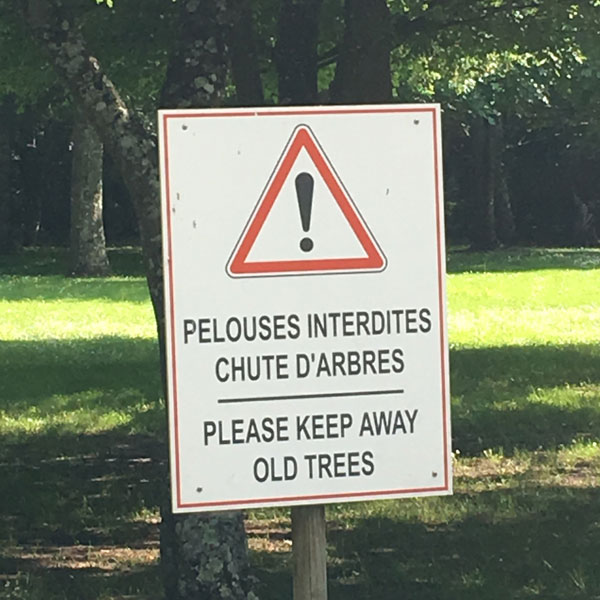 PELOUSES INTERDITES
CHUTE D'ARBRES
PLEASE KEEP AWAY
OLD TREES